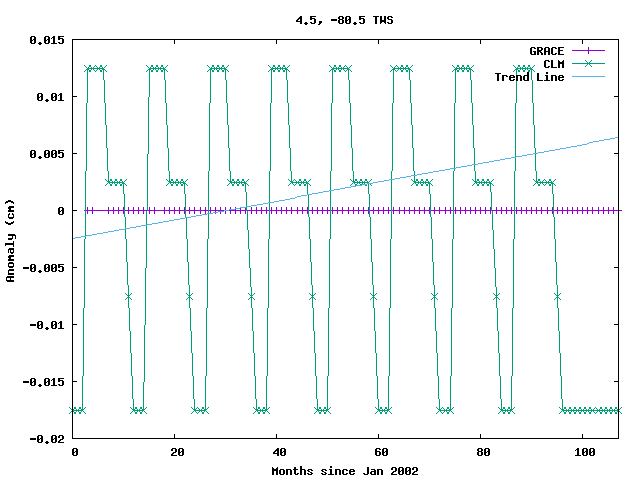 4.5, -80.5 TWS
GRACE
CLM
Trend Line
0.015
0.01
0.005
0
-0.005
-0.01
-0.015
-0.02
Anomaly (cm)
0 20 40 60 80 100
Months since Jan 2002